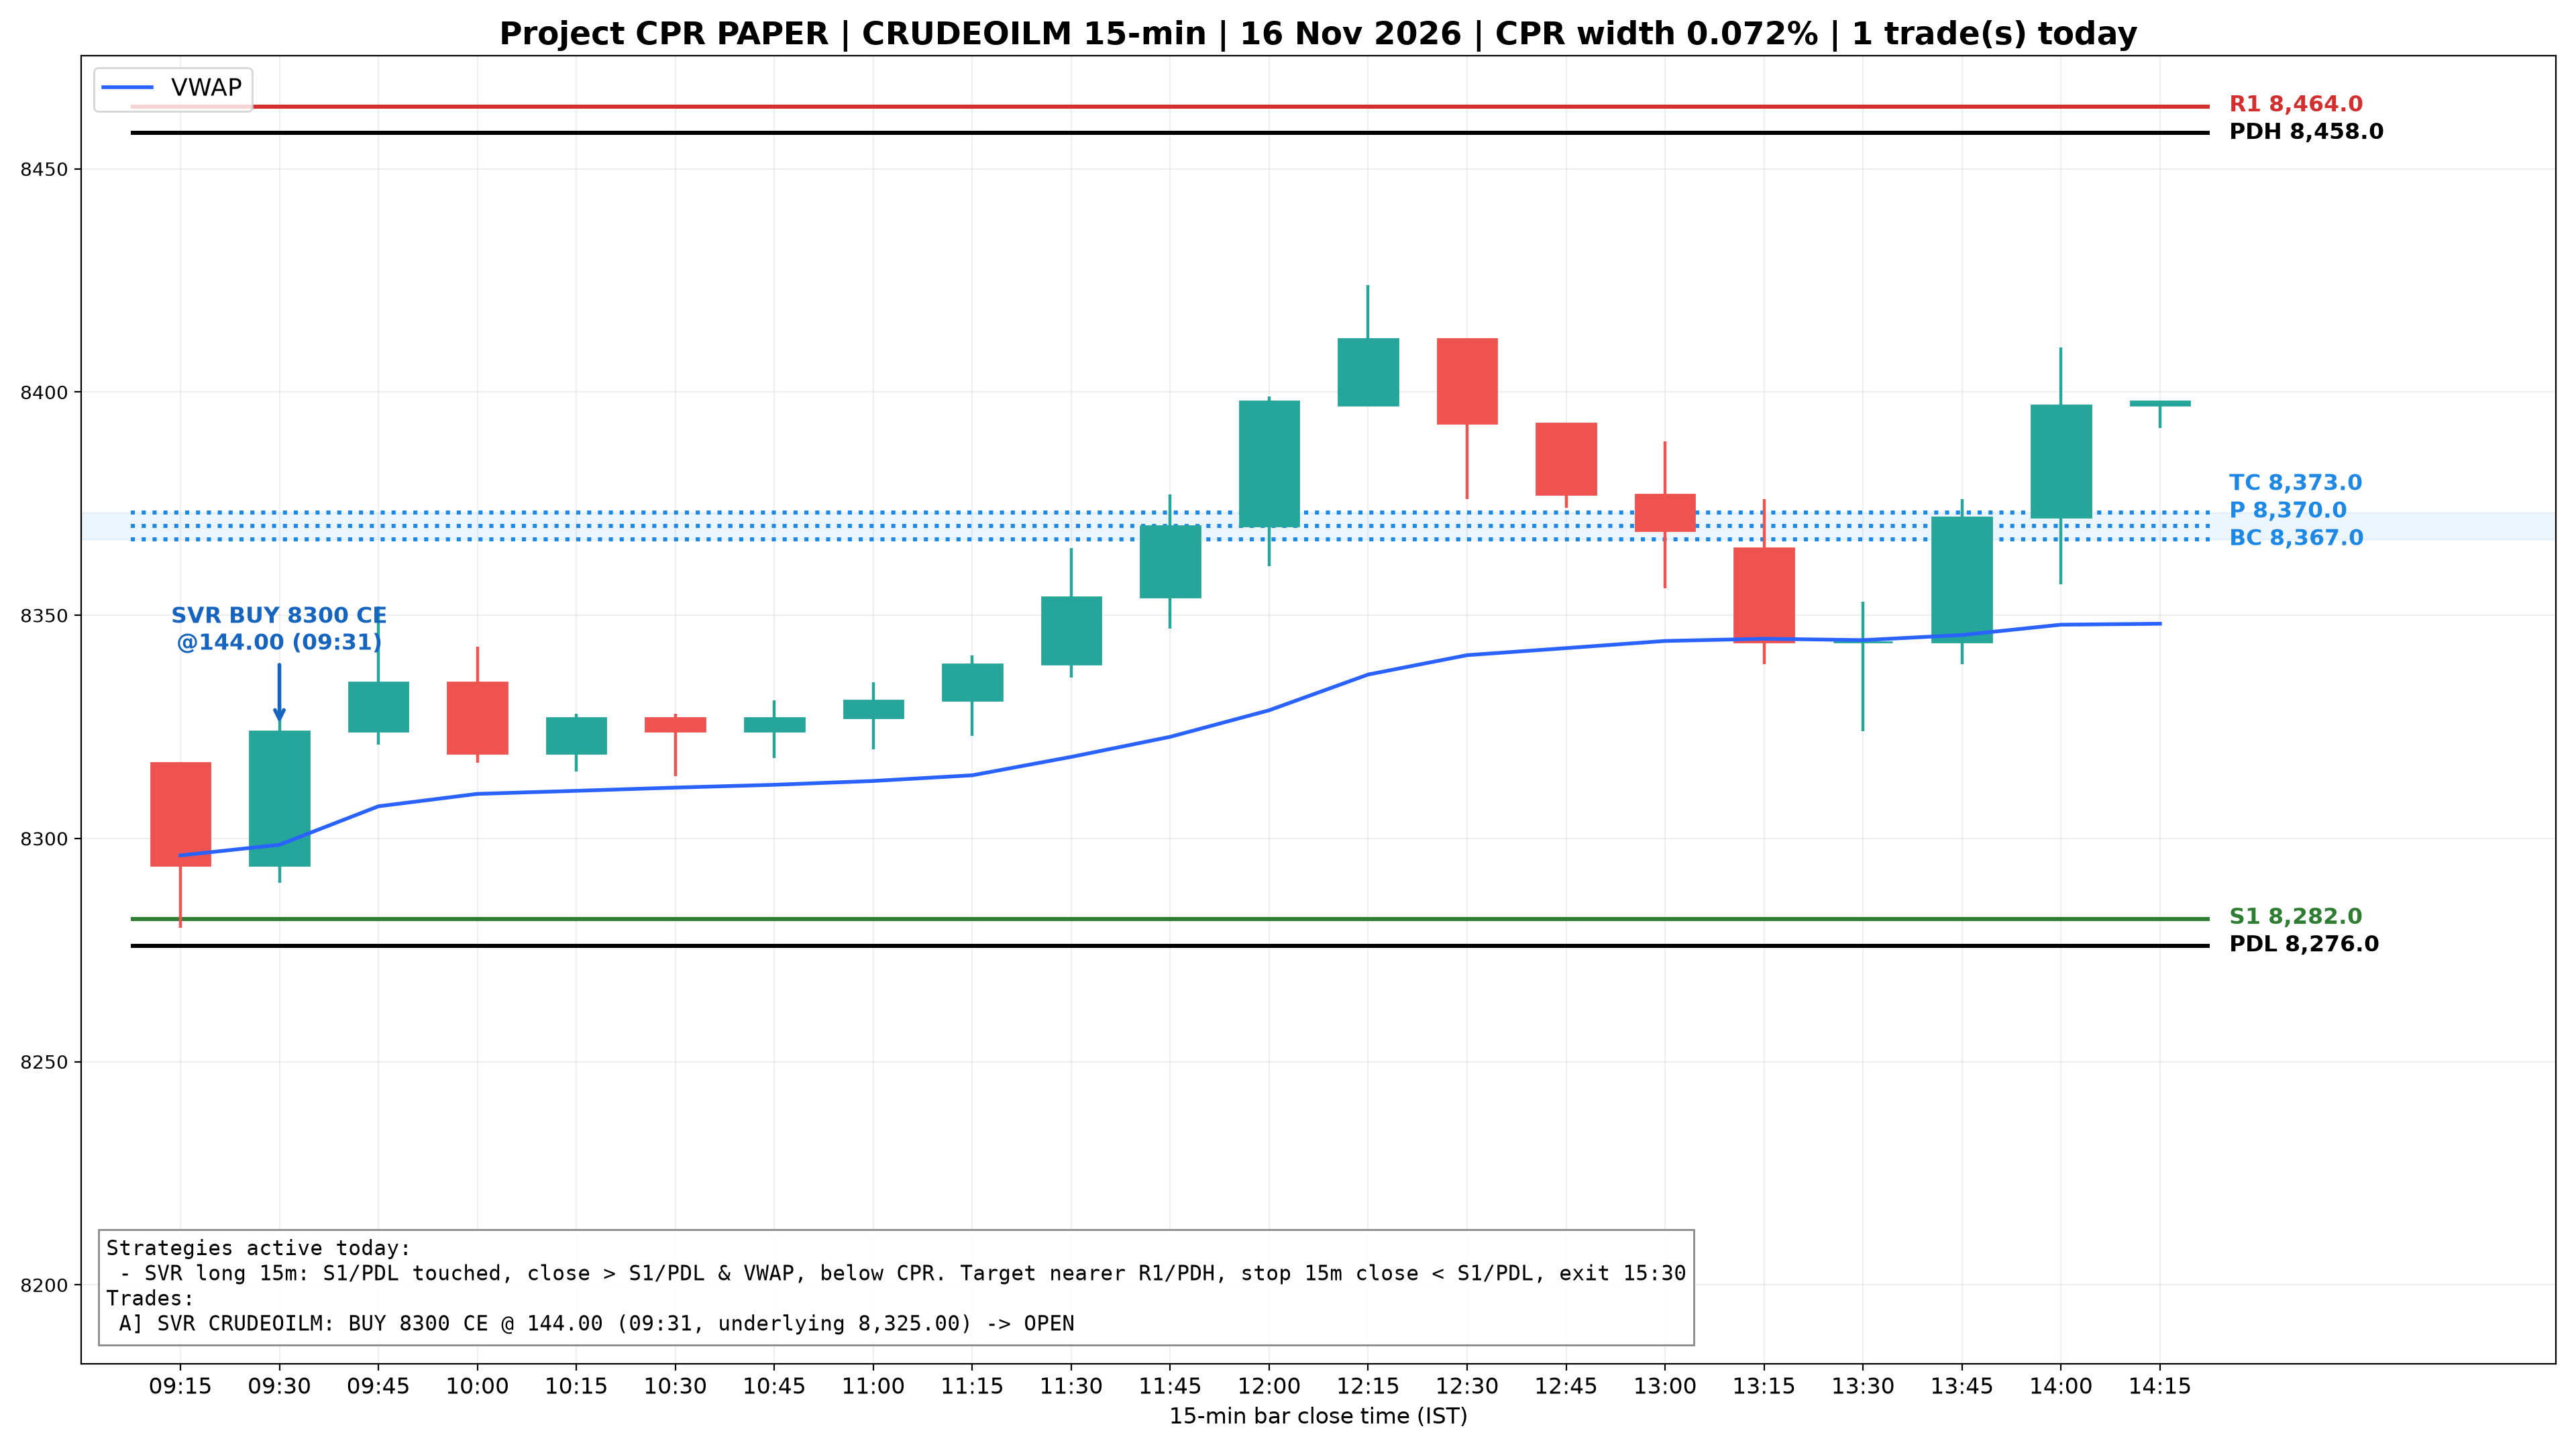 Project CPR PAPER | CRUDEOILM 15-min | 16 Nov 2026 | CPR width 0.072% | 1 trade(s) today
VWAP
R1 8,464.0
PDH 8,458.0
8450
8400
TC 8,373.0
P 8,370.0
BC 8,367.0
8350
SVR BUY 8300 CE
@144.00 (09:31)
8300
S1 8,282.0
PDL 8,276.0
8250
8200
Strategies active today:
- SVR long 15m: S1/PDL touched, close > S1/PDL & VWAP, below CPR. Target nearer R1/PDH, stop 15m close < S1/PDL, exit 15:30
Trades:
A] SVR CRUDEOILM: BUY 8300 CE @ 144.00 (09:31, underlying 8,325.00) -> OPEN
09:15 09:30 09:45 10:00 10:15 10:30 10:45 11:00 11:15 11:30 11:45 12:00 12:15 12:30 12:45 13:00 13:15 13:30 13:45 14:00 14:15
15-min bar close time (IST)